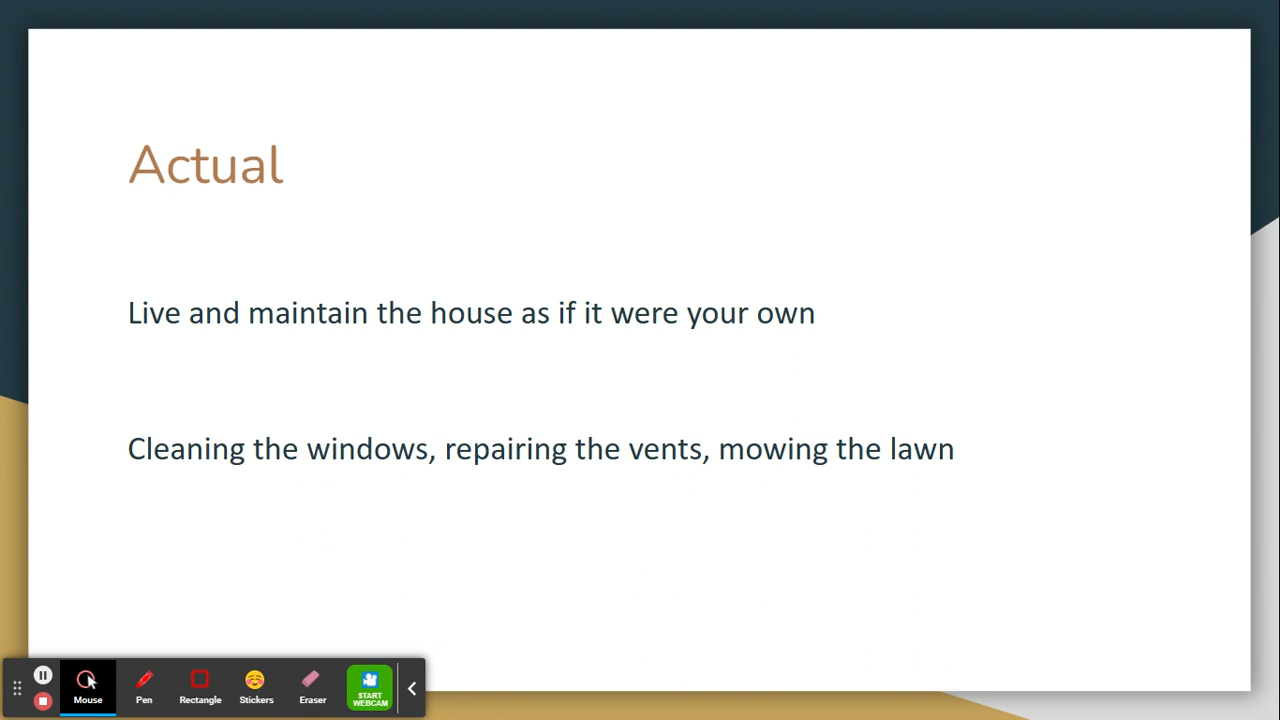 Actual
Live and maintain the house as if it were your own
Cleaning the windows, repairing the vents, mowing the lawn
Mouse
Pen
Rectangle
Stickers
Eraser
START
WEBCAM